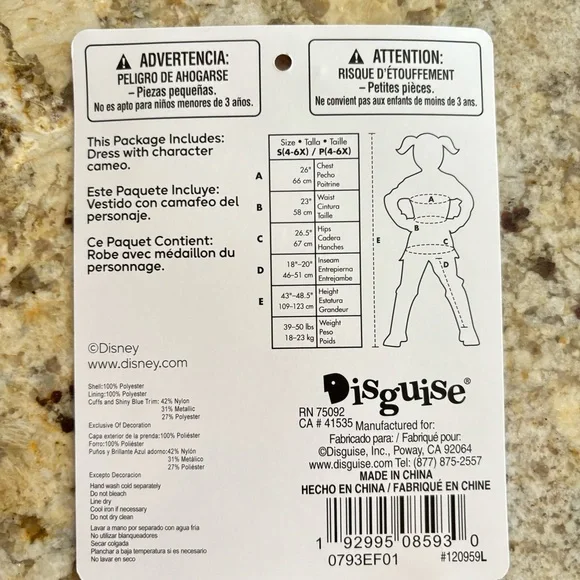 ADVERTENCIA:
PELIGRO DE AHOGARSE
– Piezas pequeñas.
No es apto para niños menores de 3 años.
ATTENTION:
RISQUE D'ÉTOUFFEMENT
– Petites pièces.
Ne convient pas aux enfants de moins de 3 ans.
This Package Includes:
Dress with character
cameo.
Este Paquete Incluye:
Vestido con camafeo del
personaje.
Ce Paquet Contient:
Robe avec médaillon du
personnage.
Size • Talla • Taille
S(4-6X) / P(4-6X)
A 26" 66 cm Chest Pecho Poitrine
B 23" 58 cm Waist Cintura Taille
C 26.5" 67 cm Hips Cadera Hanches
D 18"-20" 46-51 cm Inseam Entrepierna Entrejambe
E 43"-48.5" 109-123 cm Height Estatura Grandeur
39-50 lbs 18-23 kg Weight Peso Poids
A
B
C
D
E
©Disney
www.disney.com
Shell:100% Polyester
Lining:100% Polyester
Cuffs and Shiny Blue Trim: 42% Nylon
31% Metallic
27% Polyester
Exclusive Of Decoration
Capa exterior de la prenda:100% Poliéster
Forro:100% Poliéster
Puños y Brillante Azul adorno:42% Nylon
31% Metálico
27% Poliéster
Excepto Decoracion
Hand wash cold separately
Do not bleach
Line dry
Cool iron if necessary
Do not dry clean
Lavar a mano por separado con agua fria
No utilizar blanqueadores
Secar colgada
Planchar a baja temperatura si es necesario
No lavar en seco
Disguise®
RN 75092
CA # 41535 Manufactured for:
Fabricado para: / Fabriqué pour:
©Disguise, Inc., Poway, CA 92064
www.disguise.com Tel: (877) 875-2557
MADE IN CHINA
HECHO EN CHINA / FABRIQUÉ EN CHINE
1 92995 08593 0
0793EF01 #120959L